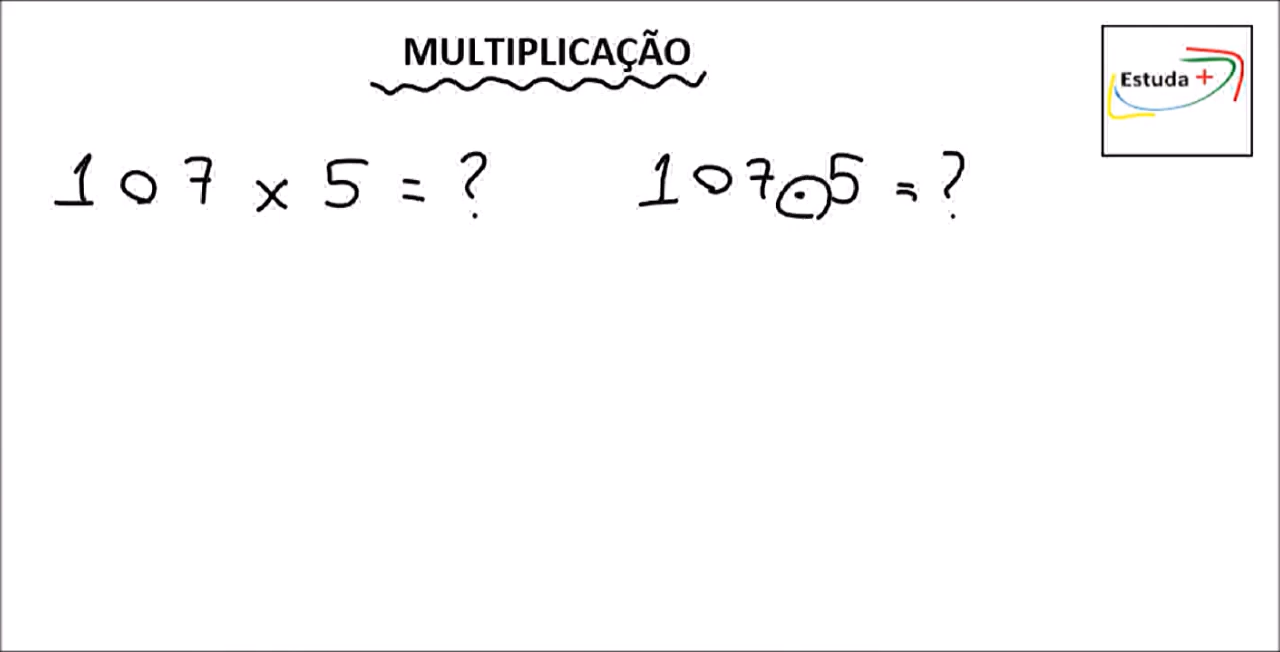 MULTIPLICAÇÃO
Estuda +
107 x 5 = ?
107 . 5 = ?